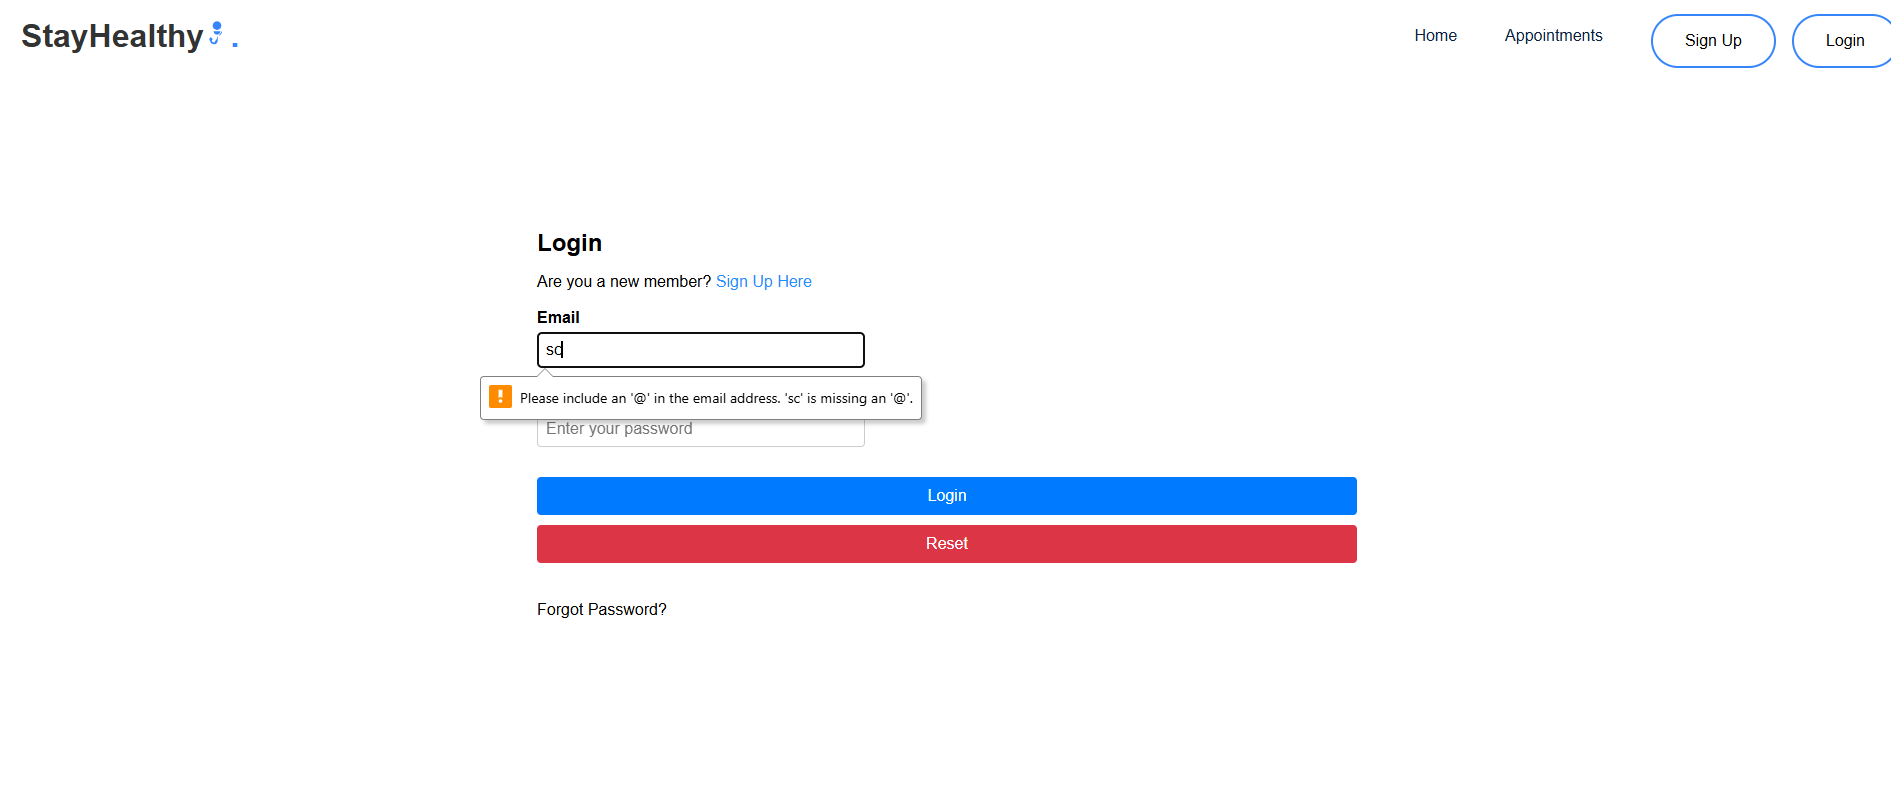 StayHealthy.
Home Appointments Sign Up Login
Login
Are you a new member? Sign Up Here
Email
sc
Please include an '@' in the email address. 'sc' is missing an '@'.
Enter your password
Login
Reset
Forgot Password?